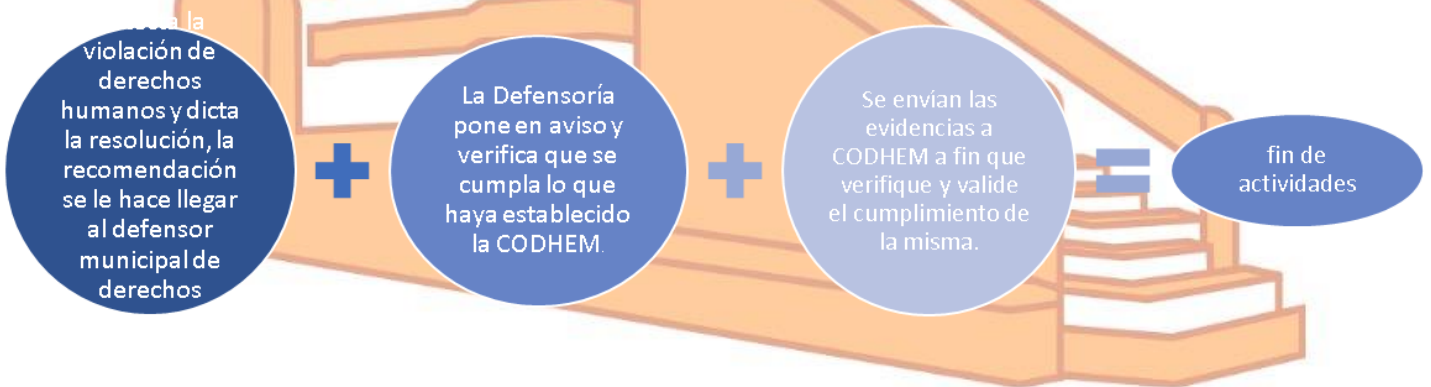 la
violación de
derechos
humanos y dicta
la resolución, la
recomendación
se le hace llegar
al defensor
municipal de
derechos
La Defensoría
pone en aviso y
verifica que se
cumpla lo que
haya establecido
la CODHEM.
Se envían las
evidencias a
CODHEM a fin que
verifique y valide
el cumplimiento de
la misma.
fin de
actividades